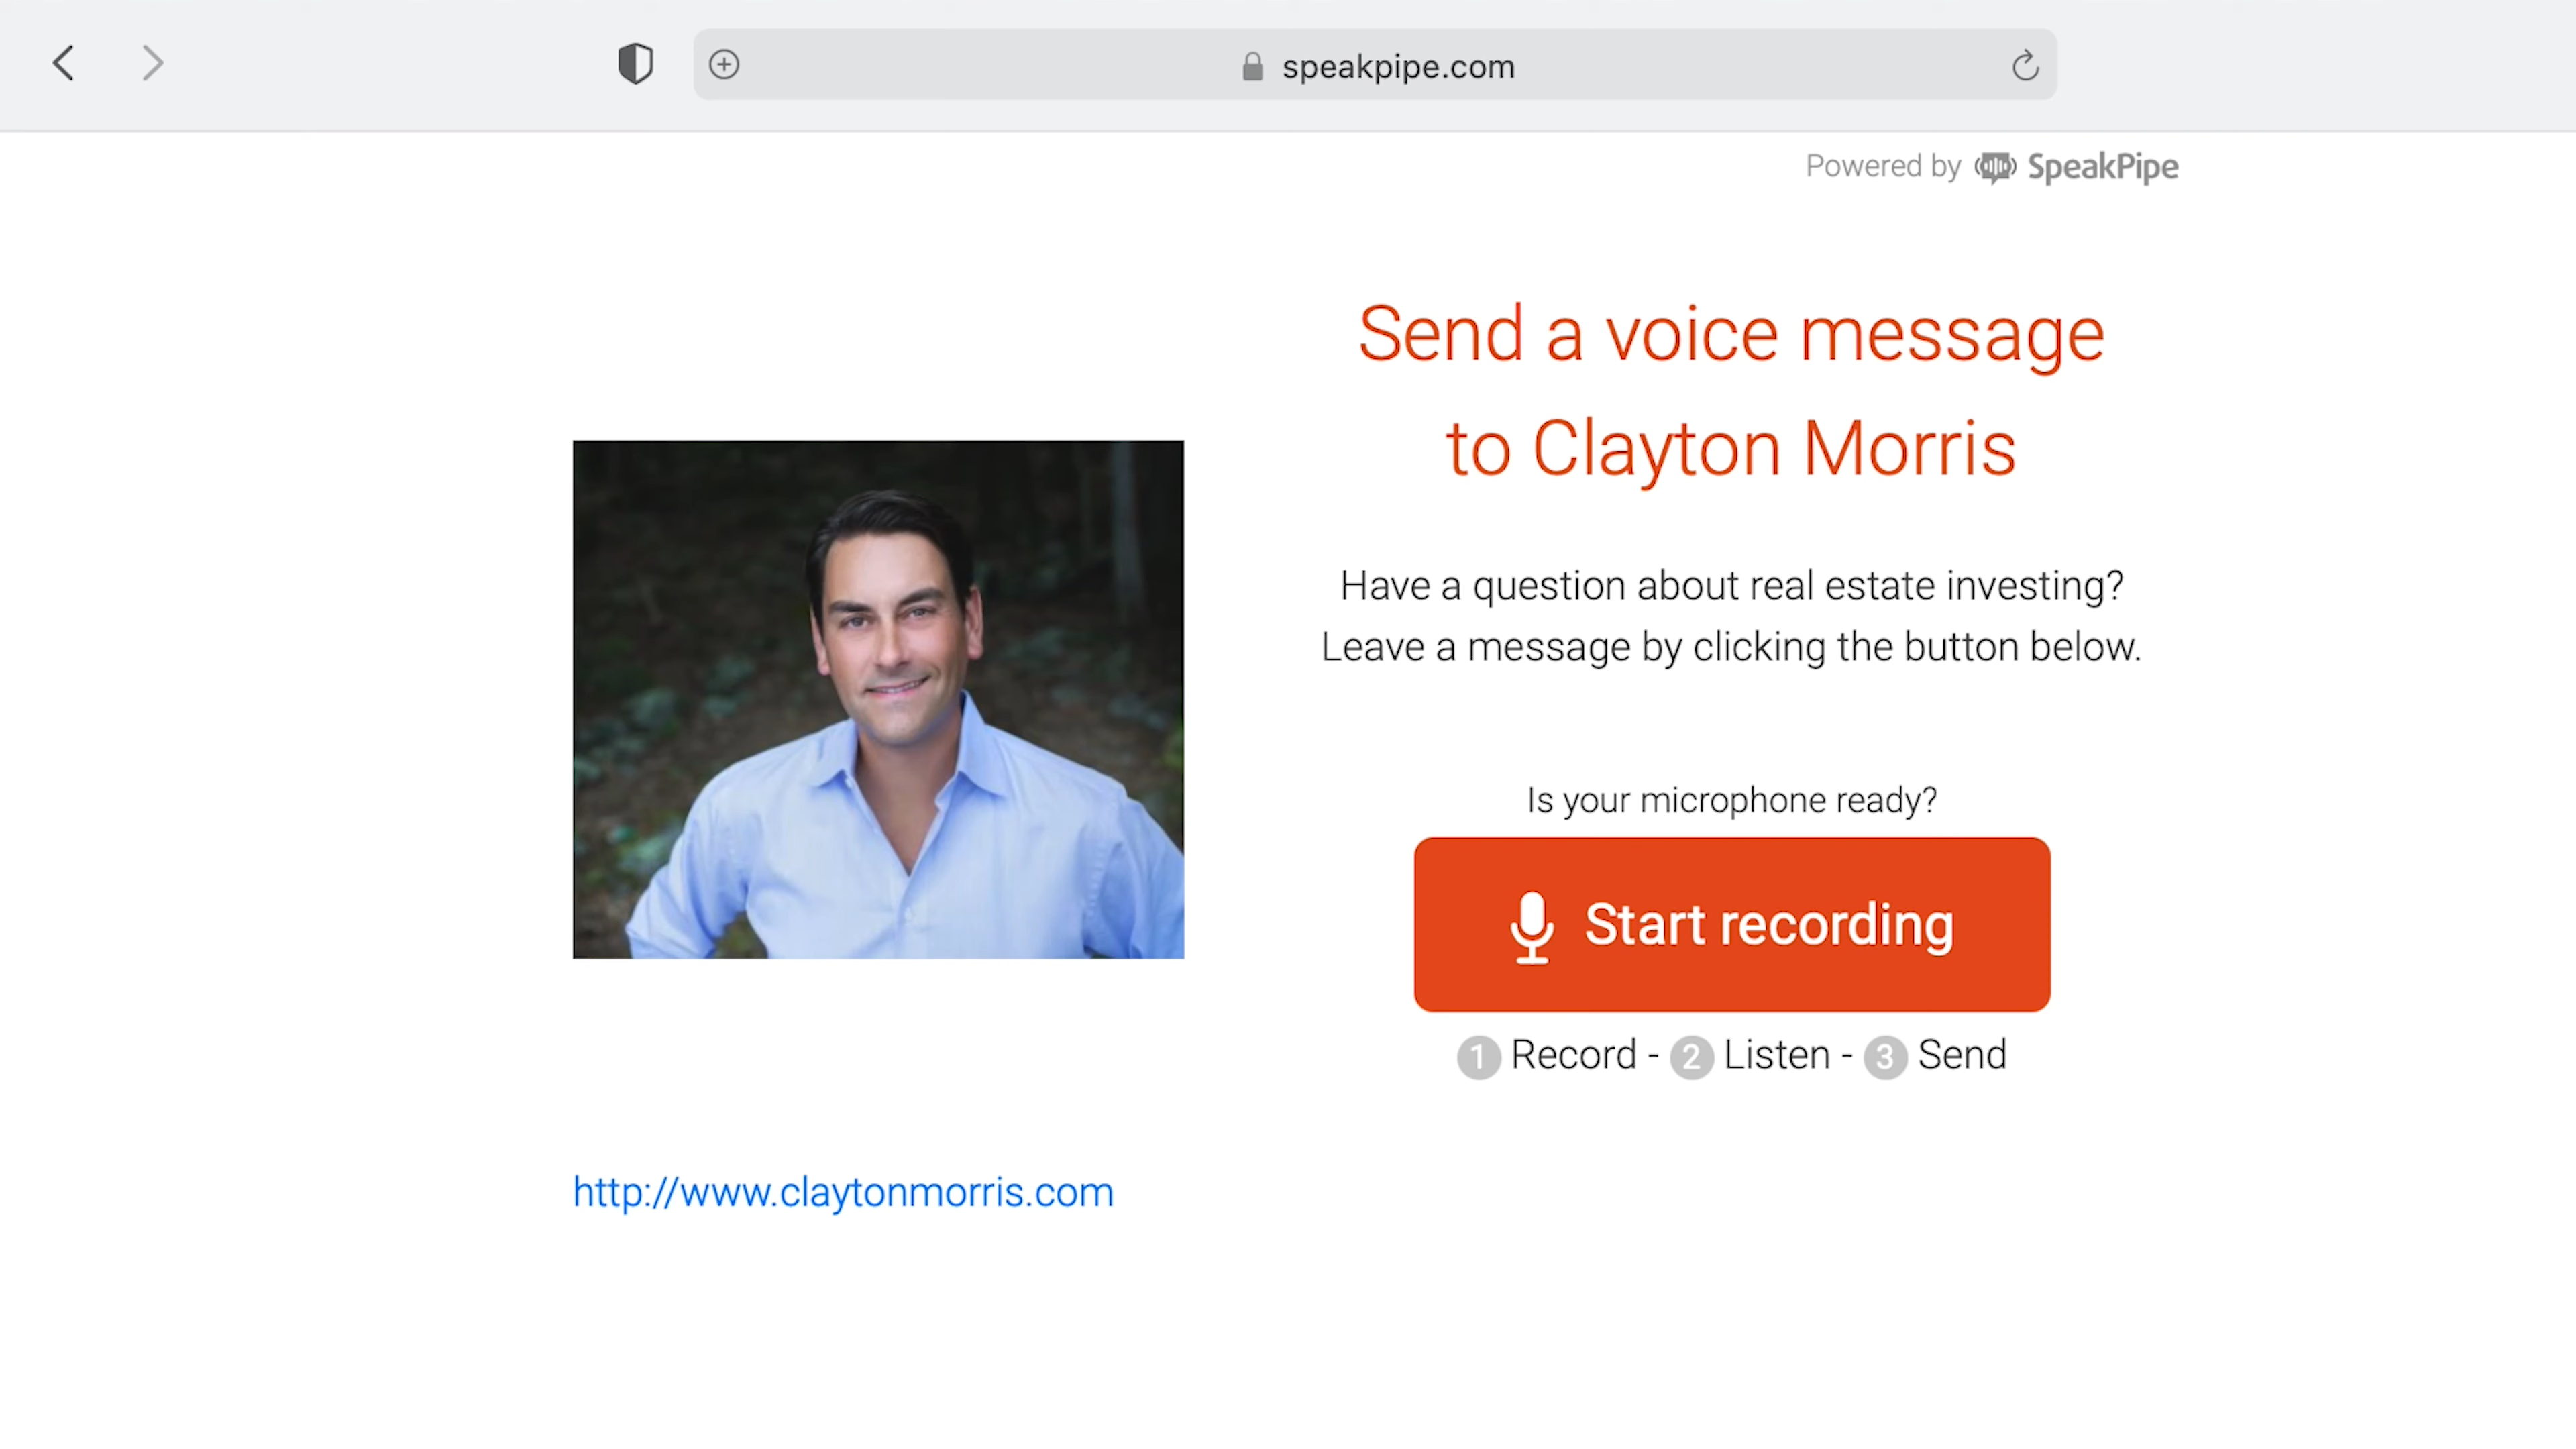 speakpipe.com
Powered by SpeakPipe
Send a voice message
to Clayton Morris
Have a question about real estate investing?
Leave a message by clicking the button below.
Is your microphone ready?
Start recording
1 Record - 2 Listen - 3 Send
http://www.claytonmorris.com